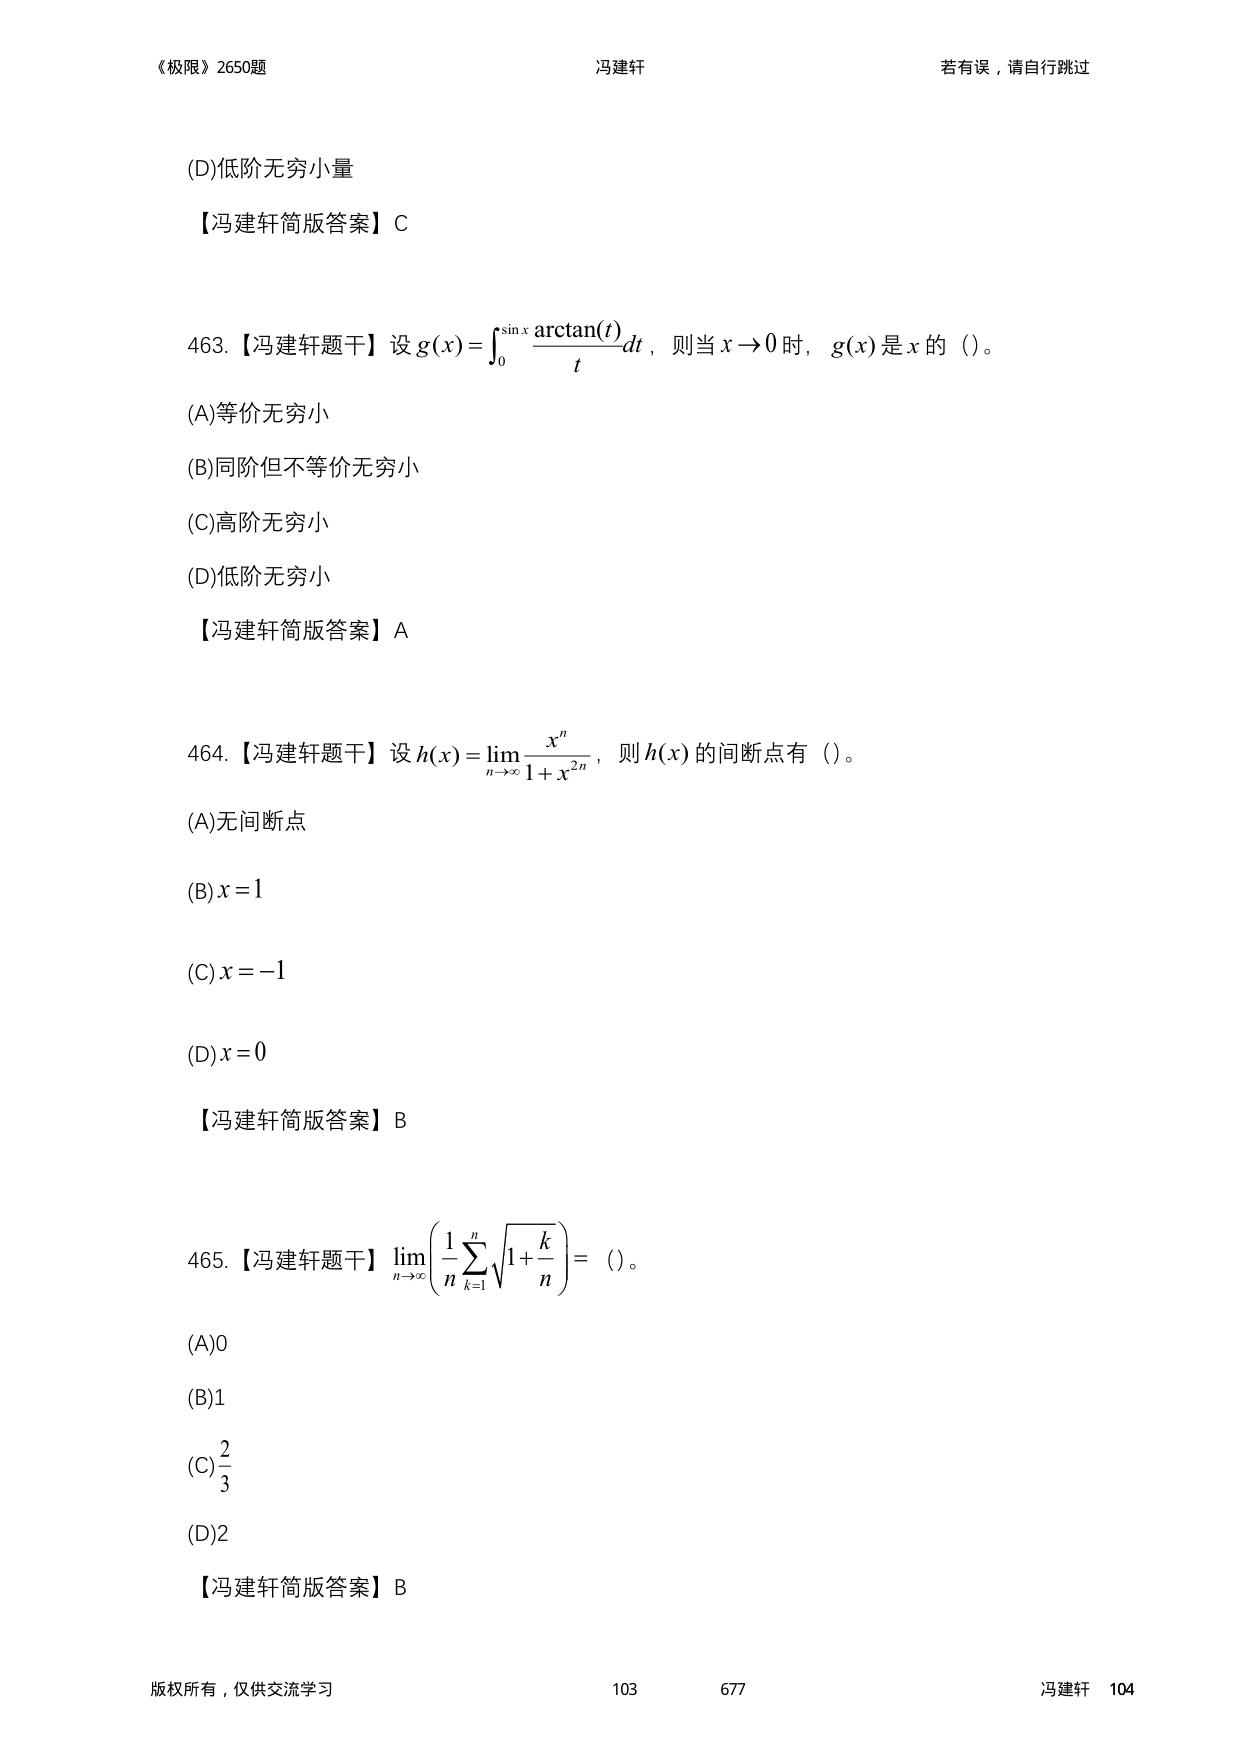 《极限》2650题 冯建轩 若有误，请自行跳过
(D)低阶无穷小量
【冯建轩简版答案】C
463.【冯建轩题干】设 g(x) = ∫₀^{sin x} arctan(t)/t dt，则当 x → 0 时，g(x) 是 x 的（）。
(A)等价无穷小
(B)同阶但不等价无穷小
(C)高阶无穷小
(D)低阶无穷小
【冯建轩简版答案】A
464.【冯建轩题干】设 h(x) = lim_{n→∞} x^n/(1 + x^{2n})，则 h(x) 的间断点有（）。
(A)无间断点
(B) x = 1
(C) x = −1
(D) x = 0
【冯建轩简版答案】B
465.【冯建轩题干】lim_{n→∞} (1/n ∑_{k=1}^{n} √(1 + k/n)) = （）。
(A)0
(B)1
(C) 2/3
(D)2
【冯建轩简版答案】B
版权所有，仅供交流学习 103 677 冯建轩 104